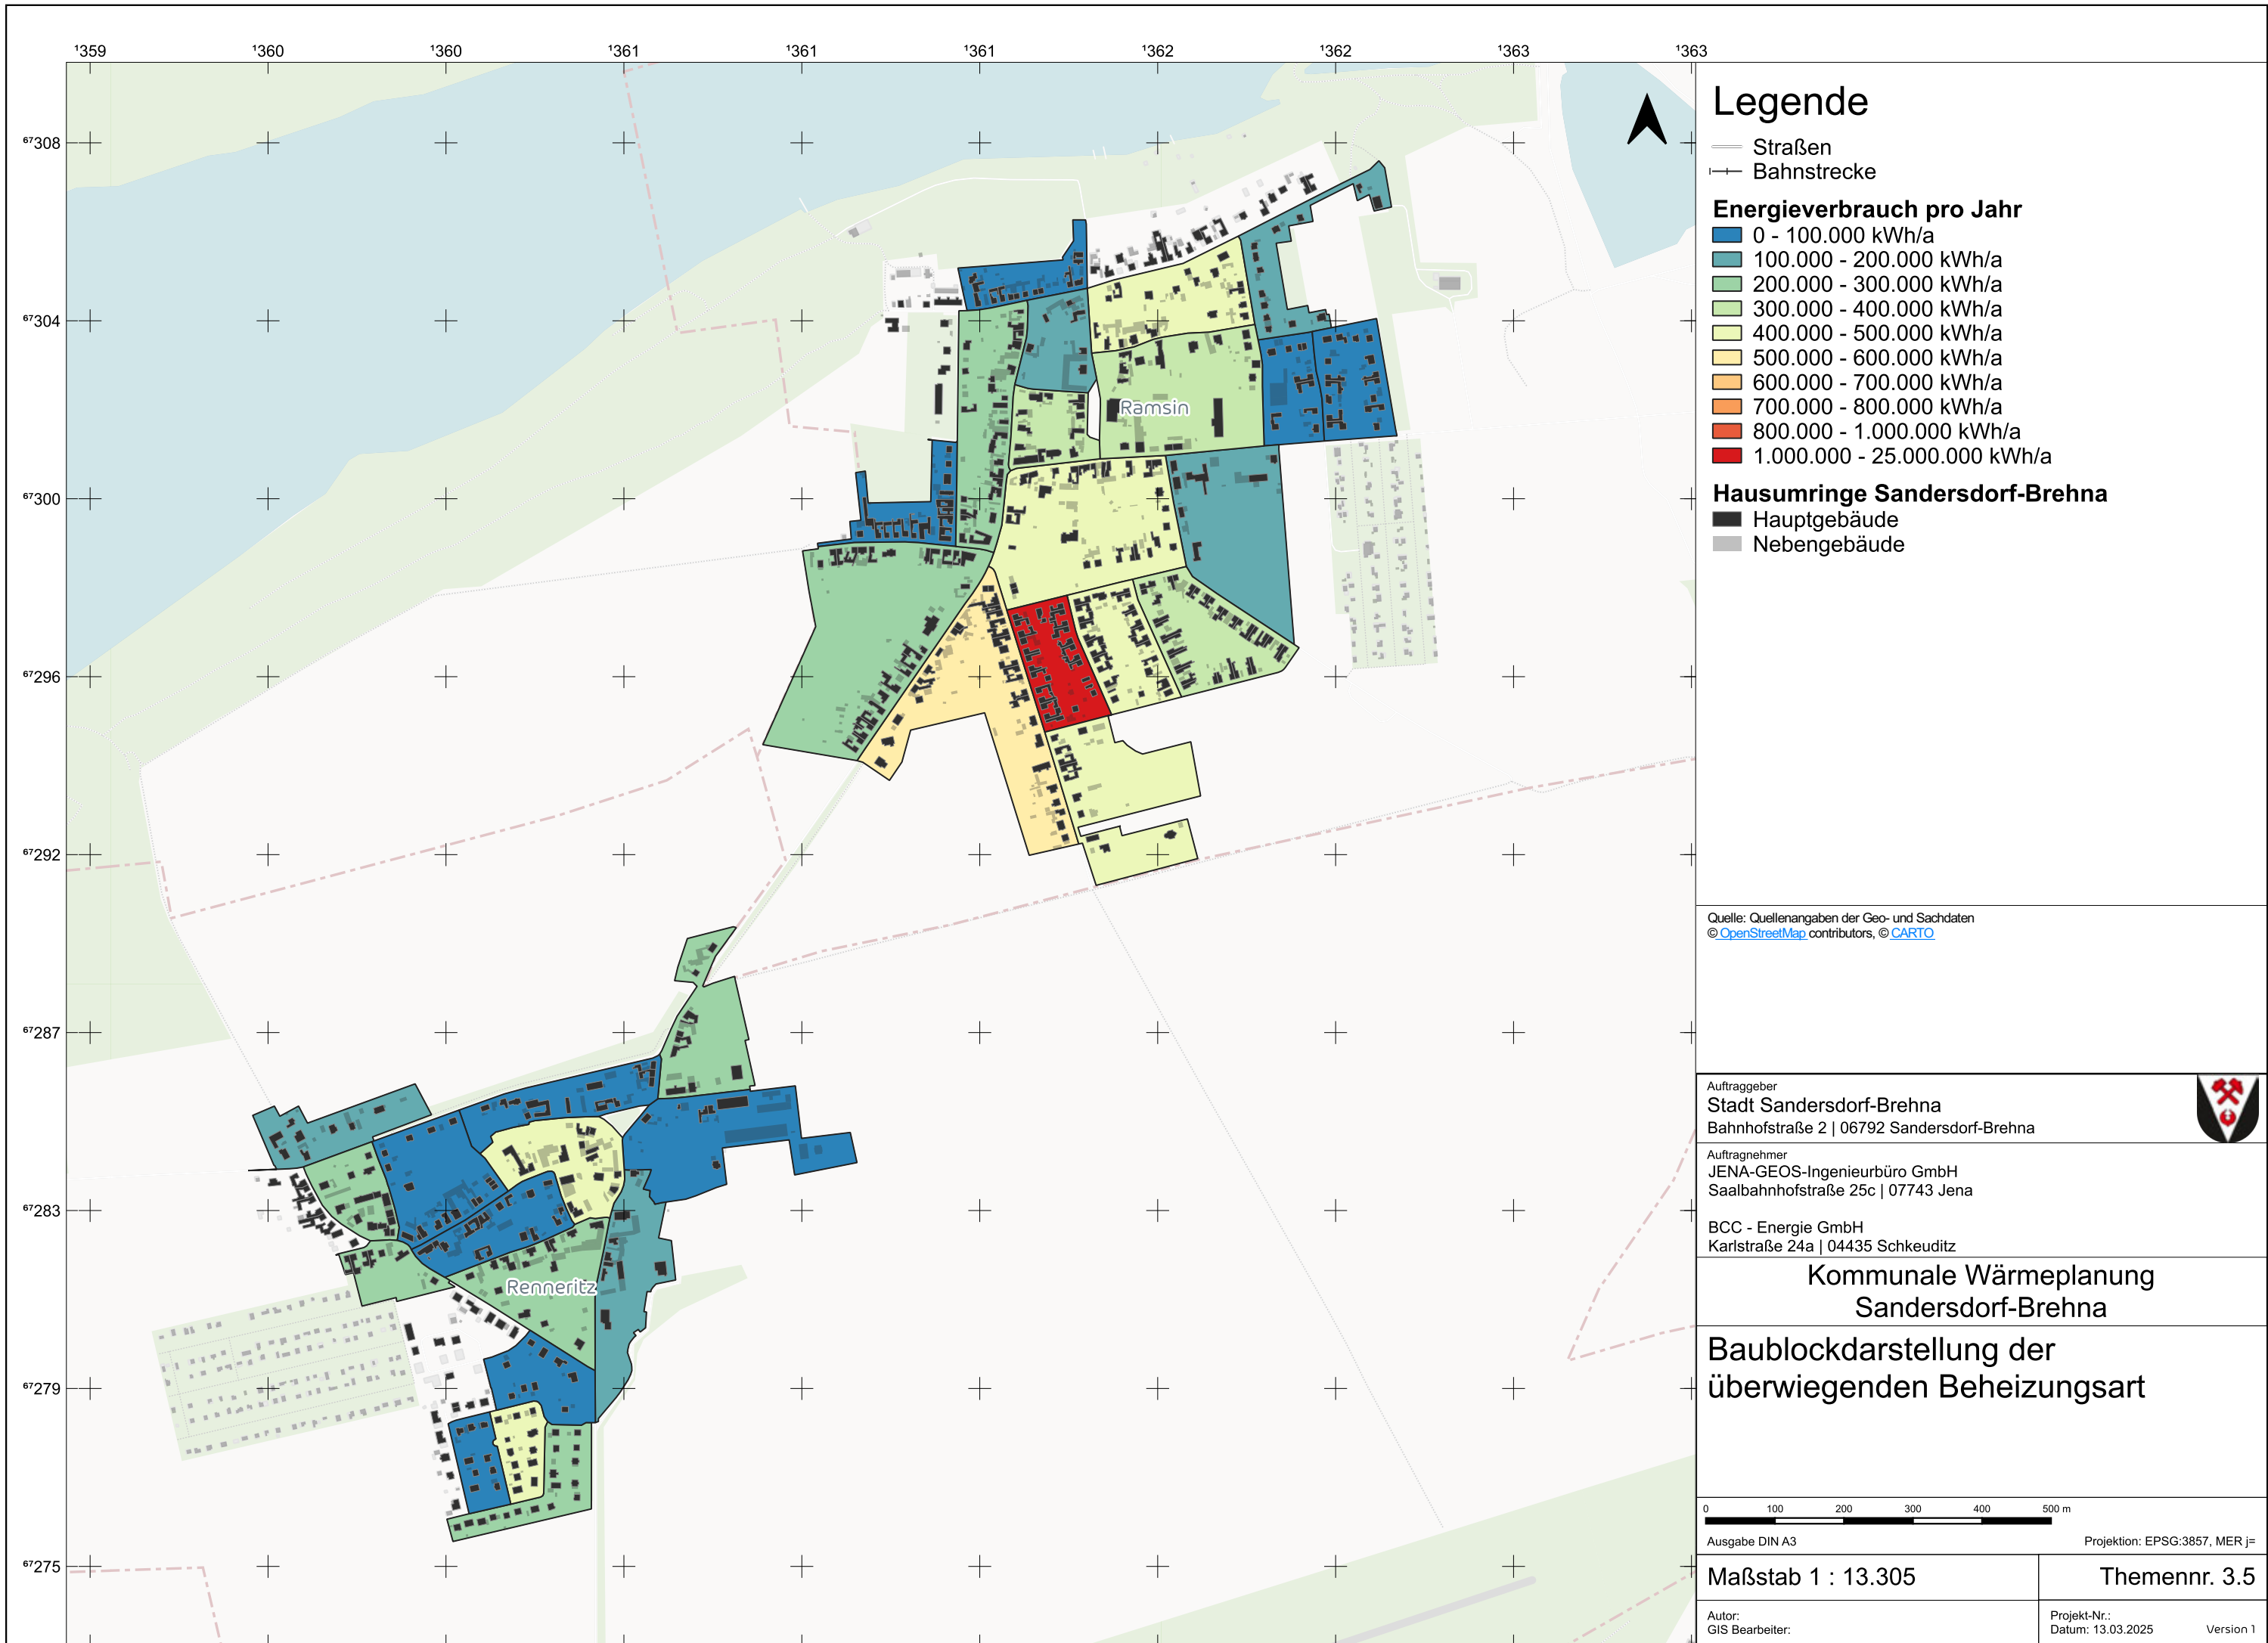 ¹359 ¹360 ¹360 ¹361 ¹361 ¹361 ¹362 ¹362 ¹363 ¹363
⁶⁷308
⁶⁷304
⁶⁷300
⁶⁷296
⁶⁷292
⁶⁷287
⁶⁷283
⁶⁷279
⁶⁷275
Ramsin
Renneritz
Legende
Straßen
Bahnstrecke
Energieverbrauch pro Jahr
0 - 100.000 kWh/a
100.000 - 200.000 kWh/a
200.000 - 300.000 kWh/a
300.000 - 400.000 kWh/a
400.000 - 500.000 kWh/a
500.000 - 600.000 kWh/a
600.000 - 700.000 kWh/a
700.000 - 800.000 kWh/a
800.000 - 1.000.000 kWh/a
1.000.000 - 25.000.000 kWh/a
Hausumringe Sandersdorf-Brehna
Hauptgebäude
Nebengebäude
Quelle: Quellenangaben der Geo- und Sachdaten
© OpenStreetMap contributors, © CARTO
Auftraggeber
Stadt Sandersdorf-Brehna
Bahnhofstraße 2 | 06792 Sandersdorf-Brehna
Auftragnehmer
JENA-GEOS-Ingenieurbüro GmbH
Saalbahnhofstraße 25c | 07743 Jena
BCC - Energie GmbH
Karlstraße 24a | 04435 Schkeuditz
Kommunale Wärmeplanung
Sandersdorf-Brehna
Baublockdarstellung der
überwiegenden Beheizungsart
0 100 200 300 400 500 m
Ausgabe DIN A3 Projektion: EPSG:3857, MER j=
Maßstab 1 : 13.305 Themennr. 3.5
Autor: Projekt-Nr.:
GIS Bearbeiter: Datum: 13.03.2025 Version 1